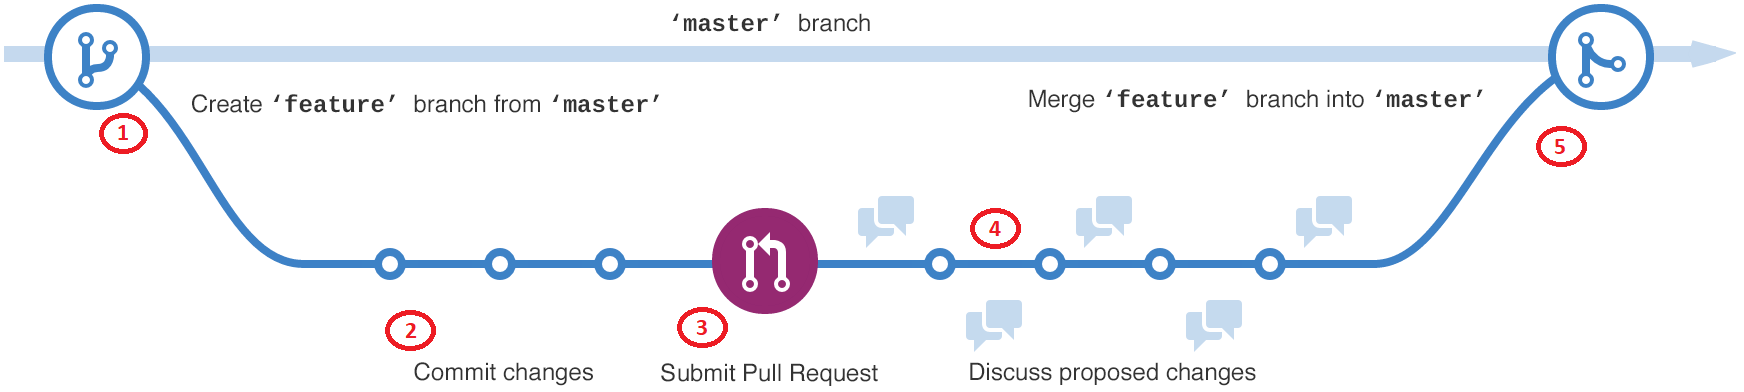 ‘master’ branch
Create ‘feature’ branch from ‘master’
Merge ‘feature’ branch into ‘master’
1
5
4
2
3
Commit changes
Submit Pull Request
Discuss proposed changes